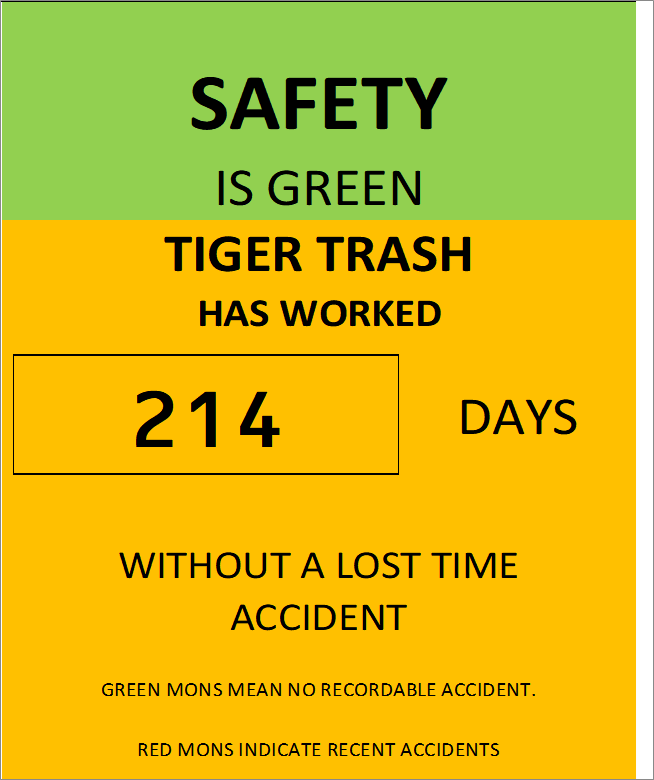 SAFETY
IS GREEN
TIGER TRASH
HAS WORKED
214 DAYS
WITHOUT A LOST TIME
ACCIDENT
GREEN MONS MEAN NO RECORDABLE ACCIDENT.
RED MONS INDICATE RECENT ACCIDENTS